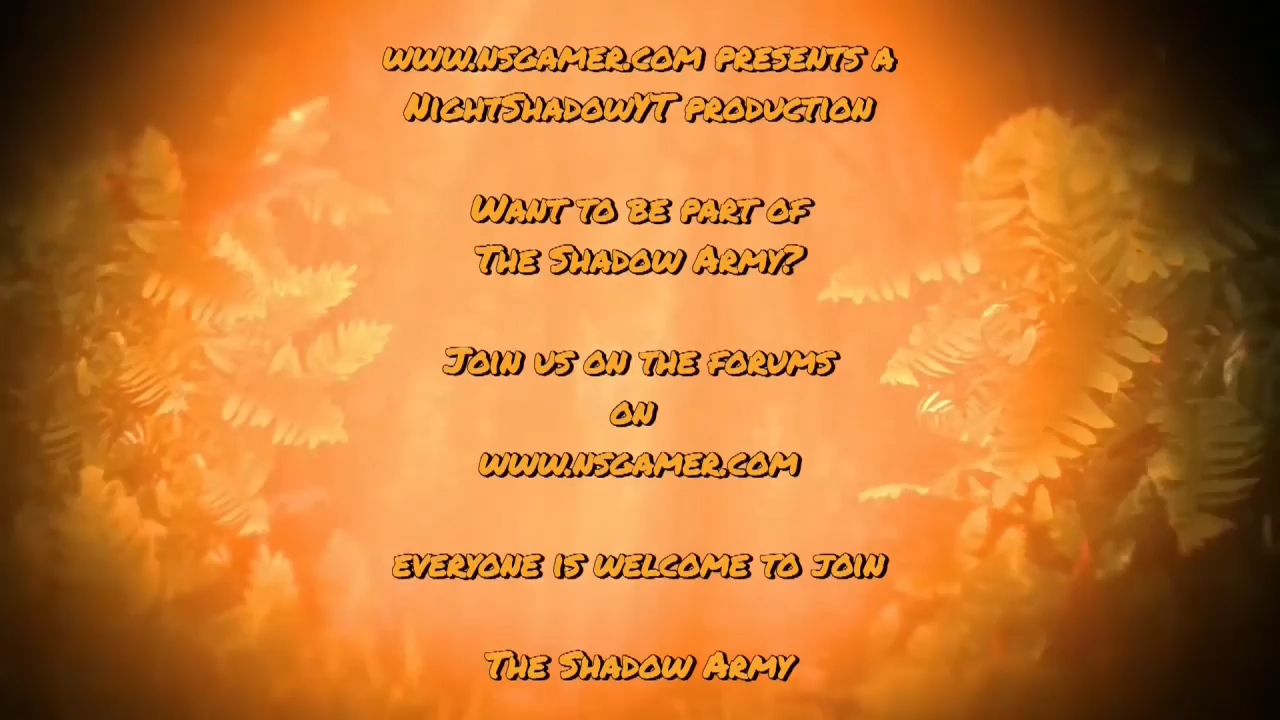 www.nsgamer.com presents a
NightShadowYT production
Want to be part of
The Shadow Army?
Join us on the forums
on
www.nsgamer.com
everyone is welcome to join
The Shadow Army